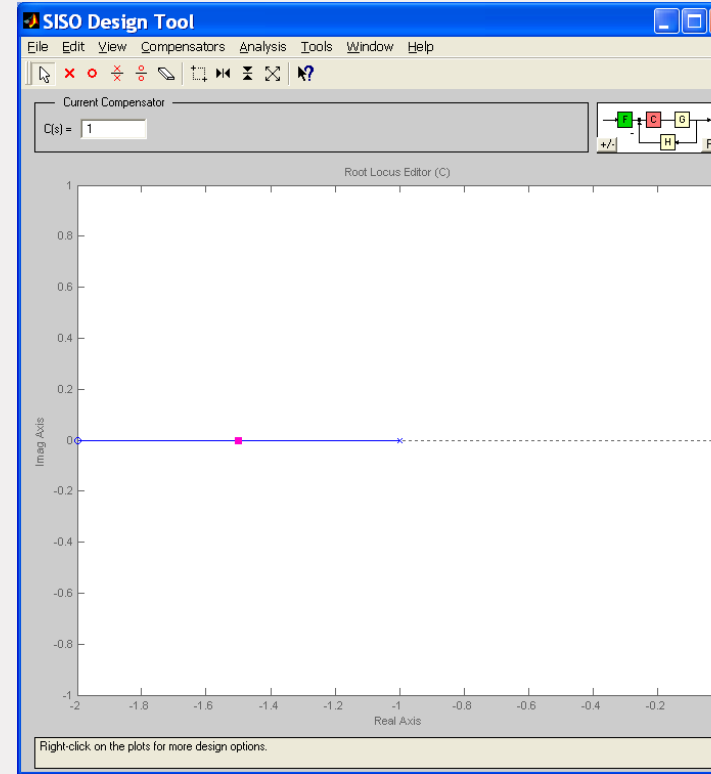 SISO Design Tool
File Edit View Compensators Analysis Tools Window Help
Current Compensator
C(s) = 1
F C G
+/- H F
Root Locus Editor (C)
1
0.8
0.6
0.4
0.2
0
-0.2
-0.4
-0.6
-0.8
-1
Imag Axis
-2 -1.8 -1.6 -1.4 -1.2 -1 -0.8 -0.6 -0.4 -0.2
Real Axis
Right-click on the plots for more design options.